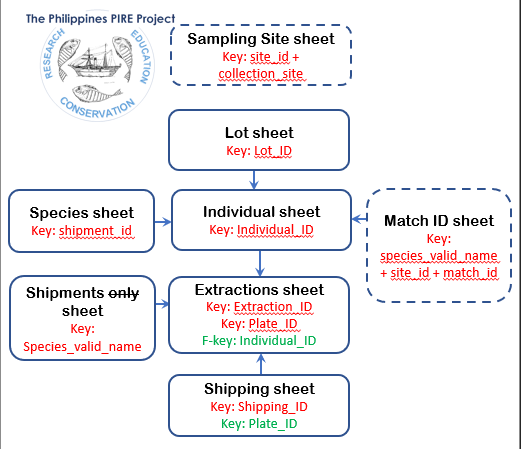 The Philippines PIRE Project
RESEARCH
EDUCATION
CONSERVATION
Sampling Site sheet
Key: site_id +
collection_site
Lot sheet
Key: Lot_ID
Species sheet
Key: shipment_id
Individual sheet
Key: Individual_ID
Match ID sheet
Key:
species_valid_name
+ site_id + match_id
Shipments only
sheet
Key:
Species_valid_name
Extractions sheet
Key: Extraction_ID
Key: Plate_ID
F-key: Individual_ID
Shipping sheet
Key: Shipping_ID
Key: Plate_ID